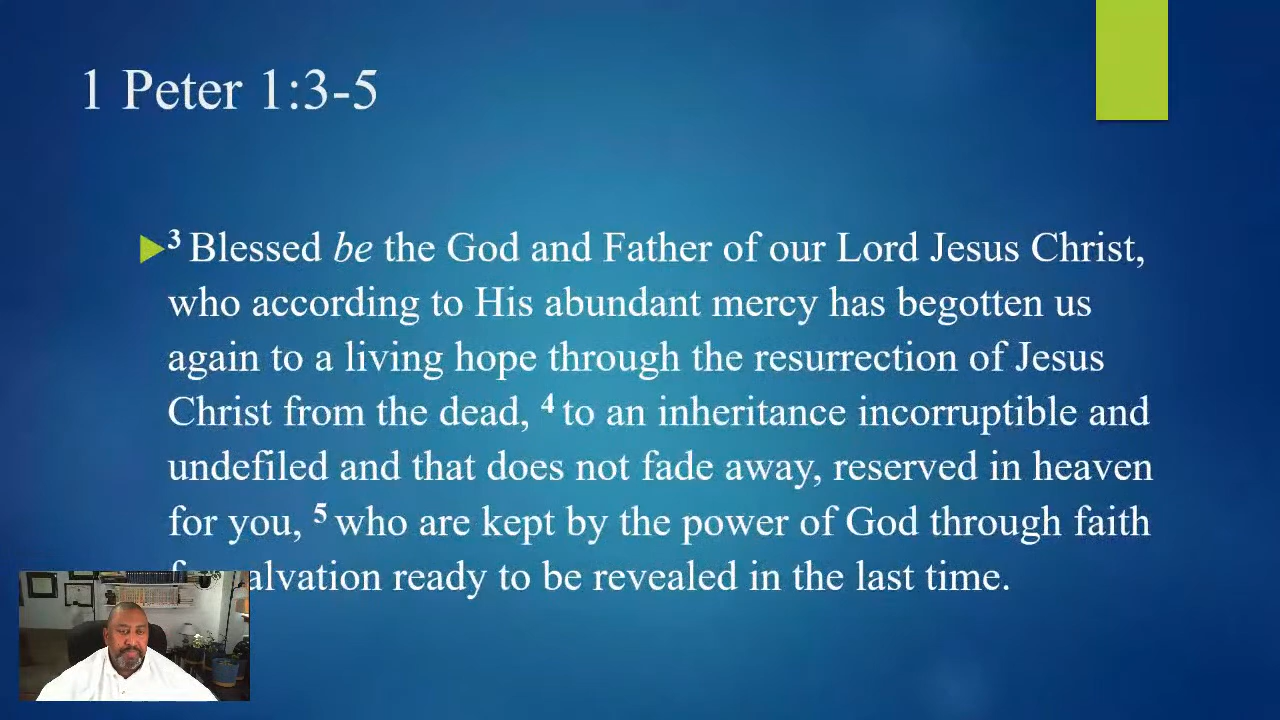 1 Peter 1:3-5
3 Blessed be the God and Father of our Lord Jesus Christ,
who according to His abundant mercy has begotten us
again to a living hope through the resurrection of Jesus
Christ from the dead, 4 to an inheritance incorruptible and
undefiled and that does not fade away, reserved in heaven
for you, 5 who are kept by the power of God through faith
alvation ready to be revealed in the last time.